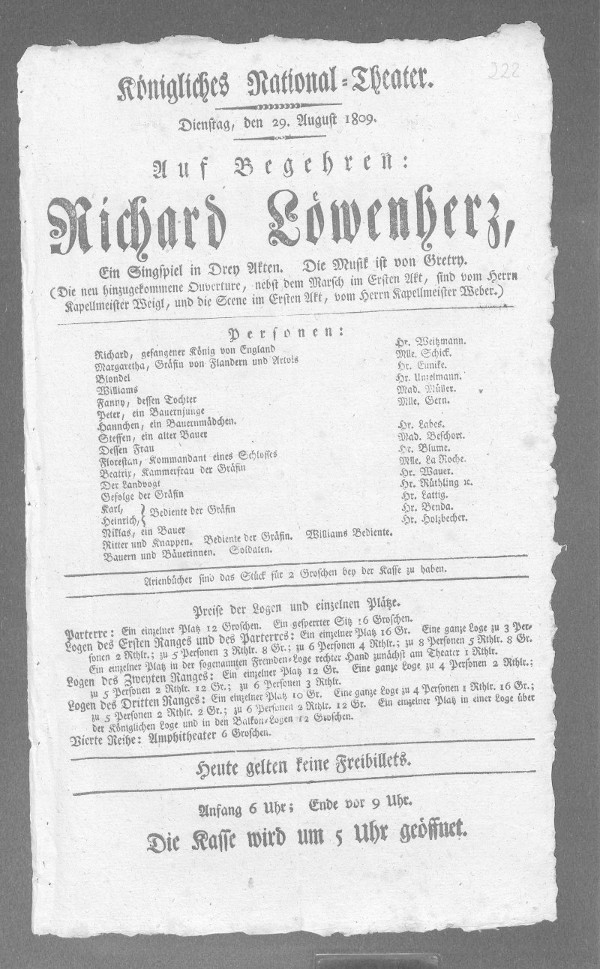 222
Königliches National-Theater.
Dienstag, den 29. August 1809.
Auf Begehren:
Richard Löwenherz,
Ein Singspiel in Drey Akten. Die Musik ist von Gretry.
(Die neu hinzugekommene Ouverture, nebst dem Marsch im Ersten Akt, sind vom Herrn
Kapellmeister Weigl, und die Scene im Ersten Akt, vom Herrn Kapellmeister Weber.)
Personen:
Richard, gefangener König von England Hr. Weitzmann.
Margaretha, Gräfin von Flandern und Artois Mlle. Schick.
Blondel Hr. Eunike.
Williams Hr. Unzelmann.
Fanny, dessen Tochter Mad. Müller.
Peter, ein Bauernjunge Mlle. Gern.
Hannchen, ein Bauermädchen.
Steffen, ein alter Bauer Hr. Labes.
Dessen Frau Mad. Beschort.
Florestan, Kommandant eines Schlosses Hr. Blume.
Beatrix, Kammerfrau der Gräfin Mlle. La Roche.
Der Landvogt Hr. Wauer.
Gefolge der Gräfin Hr. Rüthling ꝛc.
Karl, } Bediente der Gräfin Hr. Lattig.
Heinrich, } Hr. Benda.
Niklas, ein Bauer Hr. Holzbecher.
Ritter und Knappen. Bediente der Gräfin. Williams Bediente.
Bauern und Bäuerinnen. Soldaten.
Arienbücher sind das Stück für 2 Groschen bey der Kasse zu haben.
Preise der Logen und einzelnen Plätze.
Parterre: Ein einzelner Platz 12 Groschen. Ein gesperrter Sitz 16 Groschen.
Logen des Ersten Ranges und des Parterres: Ein einzelner Platz 16 Gr. Eine ganze Loge zu 3 Per-
sonen 2 Rthlr.; zu 5 Personen 3 Rthlr. 8 Gr.; zu 6 Personen 4 Rthlr.; zu 8 Personen 5 Rthlr. 8 Gr.
Ein einzelner Platz in der sogenannten Fremden-Loge rechter Hand zunächst am Theater 1 Rthlr.
Logen des Zweyten Ranges: Ein einzelner Platz 12 Gr. Eine ganze Loge zu 4 Personen 2 Rthlr.;
zu 5 Personen 2 Rthlr. 12 Gr.; zu 6 Personen 3 Rthlr.
Logen des Dritten Ranges: Ein einzelner Platz 10 Gr. Eine ganze Loge zu 4 Personen 1 Rthlr. 16 Gr.;
zu 5 Personen 2 Rthlr. 2 Gr.; zu 6 Personen 2 Rthlr. 12 Gr. Ein einzelner Platz in einer Loge über
der Königlichen Loge und in den Balkon-Logen 12 Groschen.
Vierte Reihe: Amphitheater 6 Groschen.
Heute gelten keine Freibillets.
Anfang 6 Uhr; Ende vor 9 Uhr.
Die Kasse wird um 5 Uhr geöffnet.